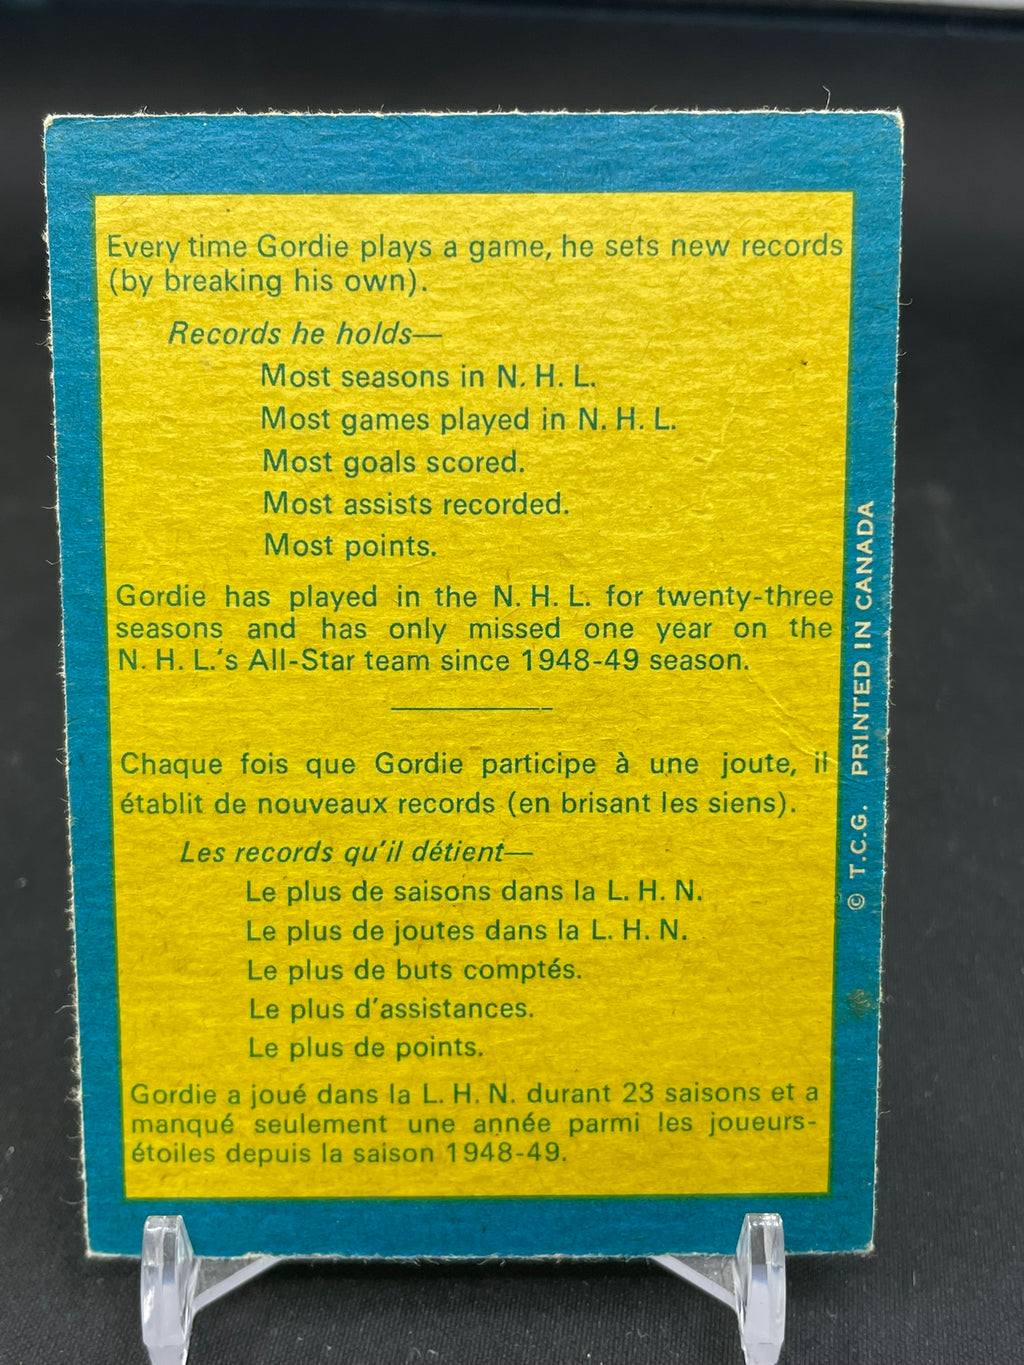 Every time Gordie plays a game, he sets new records
(by breaking his own).
Records he holds—
Most seasons in N. H. L.
Most games played in N. H. L.
Most goals scored.
Most assists recorded.
Most points.
Gordie has played in the N. H. L. for twenty-three
seasons and has only missed one year on the
N. H. L.'s All-Star team since 1948-49 season.
Chaque fois que Gordie participe à une joute, il
établit de nouveaux records (en brisant les siens).
Les records qu'il détient—
Le plus de saisons dans la L. H. N.
Le plus de joutes dans la L. H. N.
Le plus de buts comptés.
Le plus d'assistances.
Le plus de points.
Gordie a joué dans la L. H. N. durant 23 saisons et a
manqué seulement une année parmi les joueurs-
étoiles depuis la saison 1948-49.
© T.C.G. PRINTED IN CANADA